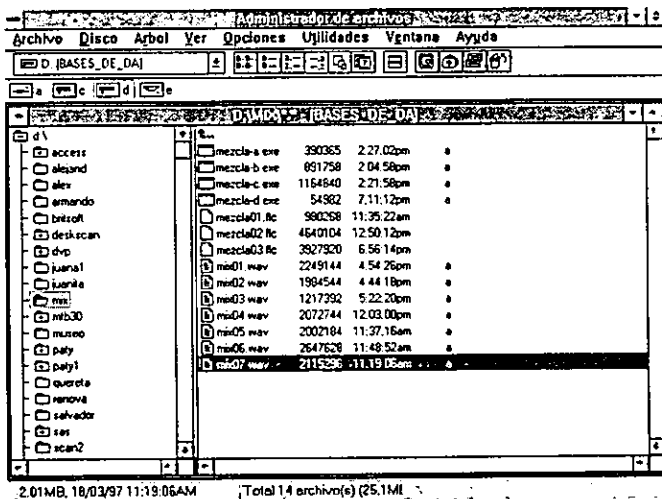 Administrador de archivos
Archivo Disco Arbol Ver Opciones Utilidades Ventana Ayuda
D: [BASES_DE_DA]
a c d e
D:\MIX\*.* - [BASES_DE_DA]
d:\
access
alejand
alex
armando
britsoft
deskscan
dvp
juana1
juanita
mix
mtb30
museo
paty
paty1
quereta
renova
salvador
sas
scan2
mezcla-a.exe 390365 2:27:02pm a
mezcla-b.exe 891758 2:04:58pm a
mezcla-c.exe 1164840 2:21:58pm a
mezcla-d.exe 54982 7:11:12pm a
mezcla01.flc 980268 11:35:22am
mezcla02.flc 4640104 12:50:12pm
mezcla03.flc 3927920 6:56:14pm
mix01.wav 2249144 4:54:26pm a
mix02.wav 1984544 4:44:18pm a
mix03.wav 1217392 5:22:20pm a
mix04.wav 2072744 12:03:00pm a
mix05.wav 2002184 11:37:16am a
mix06.wav 2647628 11:48:52am a
mix07.wav 2115296 11:19:06am a
2.01MB, 18/03/97 11:19:06AM Total 14 archivo(s) (25.1MB